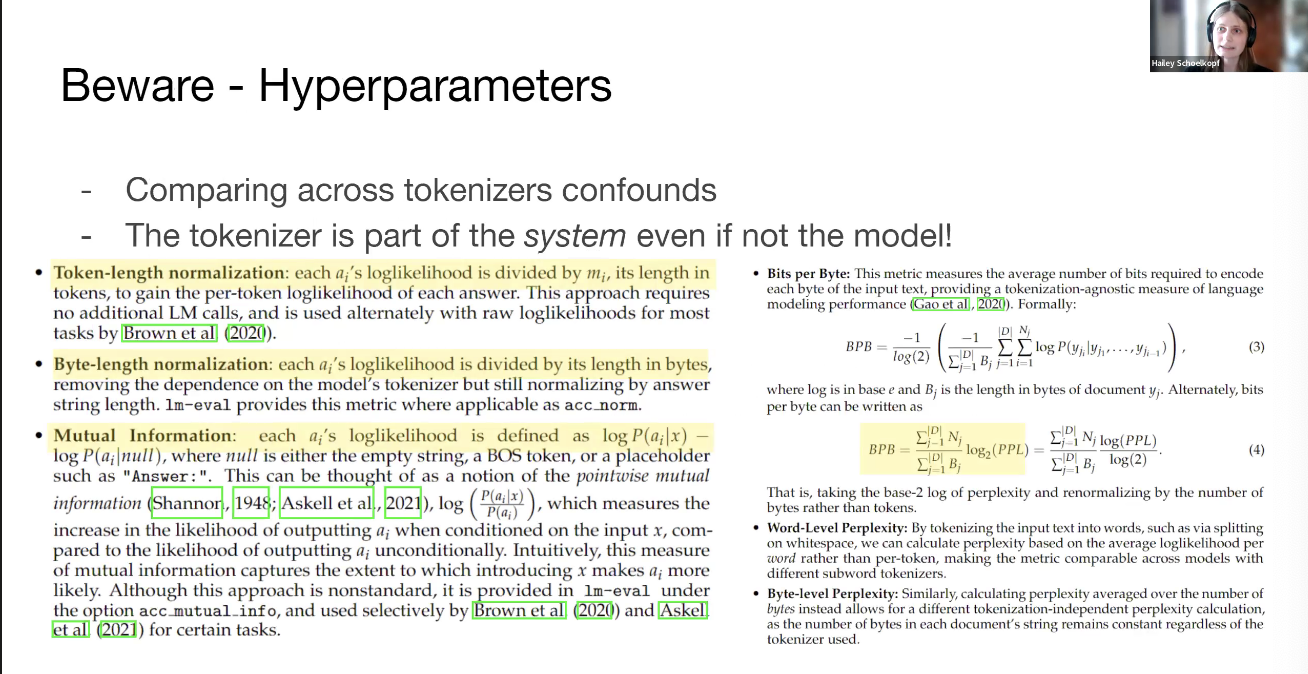 Hailey Schoelkopf
Beware - Hyperparameters
- Comparing across tokenizers confounds
- The tokenizer is part of the system even if not the model!
• Token-length normalization: each a_i's loglikelihood is divided by m_i, its length in
tokens, to gain the per-token loglikelihood of each answer. This approach requires
no additional LM calls, and is used alternately with raw loglikelihoods for most
tasks by Brown et al. (2020).
• Byte-length normalization: each a_i's loglikelihood is divided by its length in bytes,
removing the dependence on the model's tokenizer but still normalizing by answer
string length. lm-eval provides this metric where applicable as acc_norm.
• Mutual Information: each a_i's loglikelihood is defined as log P(a_i|x) −
log P(a_i|null), where null is either the empty string, a BOS token, or a placeholder
such as "Answer:". This can be thought of as a notion of the pointwise mutual
information (Shannon, 1948; Askell et al., 2021), log (P(a_i|x)/P(a_i)), which measures the
increase in the likelihood of outputting a_i when conditioned on the input x, com-
pared to the likelihood of outputting a_i unconditionally. Intuitively, this measure
of mutual information captures the extent to which introducing x makes a_i more
likely. Although this approach is nonstandard, it is provided in lm-eval under
the option acc_mutual_info, and used selectively by Brown et al. (2020) and Askel
et al. (2021) for certain tasks.
• Bits per Byte: This metric measures the average number of bits required to encode
each byte of the input text, providing a tokenization-agnostic measure of language
modeling performance (Gao et al., 2020). Formally:
BPB = −1/log(2) (−1/∑_{j=1}^{|D|} B_j ∑_{j=1}^{|D|} ∑_{i=1}^{N_j} log P(y_{j_i}|y_{j_1}, . . . , y_{j_{i−1}})), (3)
where log is in base e and B_j is the length in bytes of document y_j. Alternately, bits
per byte can be written as
BPB = ∑_{j−1}^{|D|} N_j / ∑_{j=1}^{|D|} B_j log_2(PPL) = ∑_{j=1}^{|D|} N_j / ∑_{j=1}^{|D|} B_j log(PPL)/log(2). (4)
That is, taking the base-2 log of perplexity and renormalizing by the number of
bytes rather than tokens.
• Word-Level Perplexity: By tokenizing the input text into words, such as via splitting
on whitespace, we can calculate perplexity based on the average loglikelihood per
word rather than per-token, making the metric comparable across models with
different subword tokenizers.
• Byte-level Perplexity: Similarly, calculating perplexity averaged over the number of
bytes instead allows for a different tokenization-independent perplexity calculation,
as the number of bytes in each document's string remains constant regardless of the
tokenizer used.